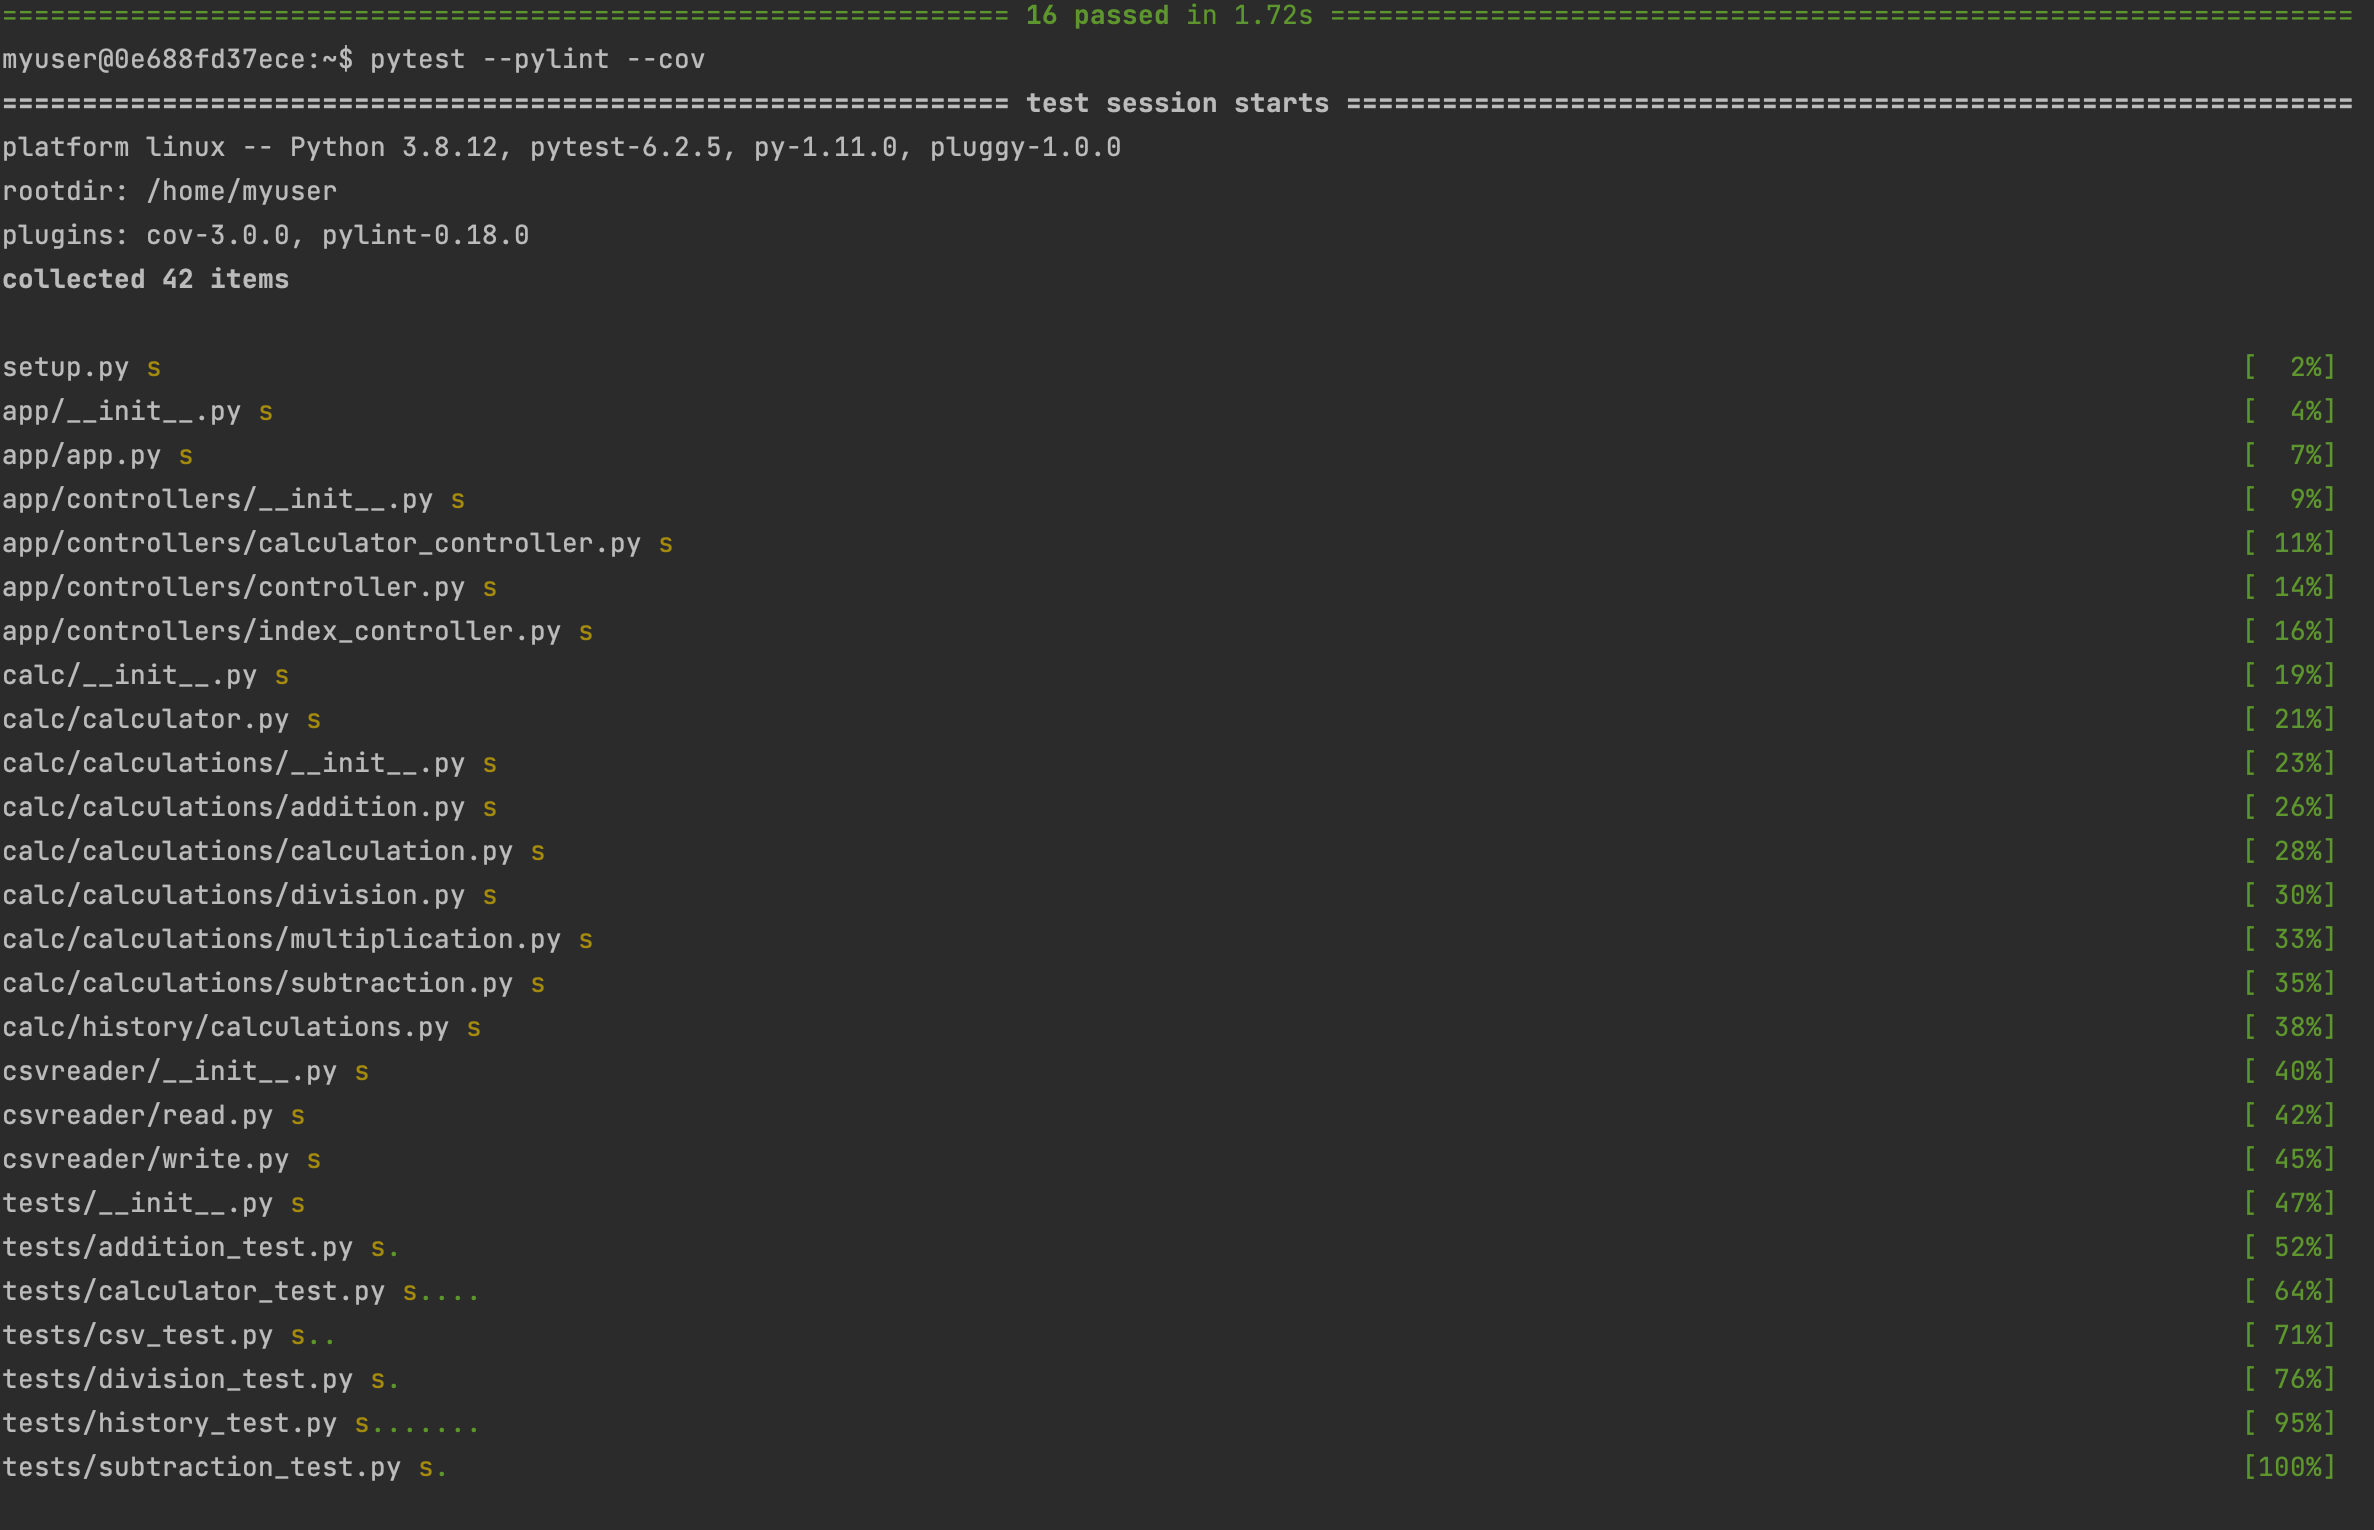 =============================================================== 16 passed in 1.72s ================================================================
myuser@0e688fd37ece:~$ pytest --pylint --cov
=============================================================== test session starts ===============================================================
platform linux -- Python 3.8.12, pytest-6.2.5, py-1.11.0, pluggy-1.0.0
rootdir: /home/myuser
plugins: cov-3.0.0, pylint-0.18.0
collected 42 items
setup.py s [  2%]
app/__init__.py s [  4%]
app/app.py s [  7%]
app/controllers/__init__.py s [  9%]
app/controllers/calculator_controller.py s [ 11%]
app/controllers/controller.py s [ 14%]
app/controllers/index_controller.py s [ 16%]
calc/__init__.py s [ 19%]
calc/calculator.py s [ 21%]
calc/calculations/__init__.py s [ 23%]
calc/calculations/addition.py s [ 26%]
calc/calculations/calculation.py s [ 28%]
calc/calculations/division.py s [ 30%]
calc/calculations/multiplication.py s [ 33%]
calc/calculations/subtraction.py s [ 35%]
calc/history/calculations.py s [ 38%]
csvreader/__init__.py s [ 40%]
csvreader/read.py s [ 42%]
csvreader/write.py s [ 45%]
tests/__init__.py s [ 47%]
tests/addition_test.py s. [ 52%]
tests/calculator_test.py s.... [ 64%]
tests/csv_test.py s.. [ 71%]
tests/division_test.py s. [ 76%]
tests/history_test.py s....... [ 95%]
tests/subtraction_test.py s. [100%]